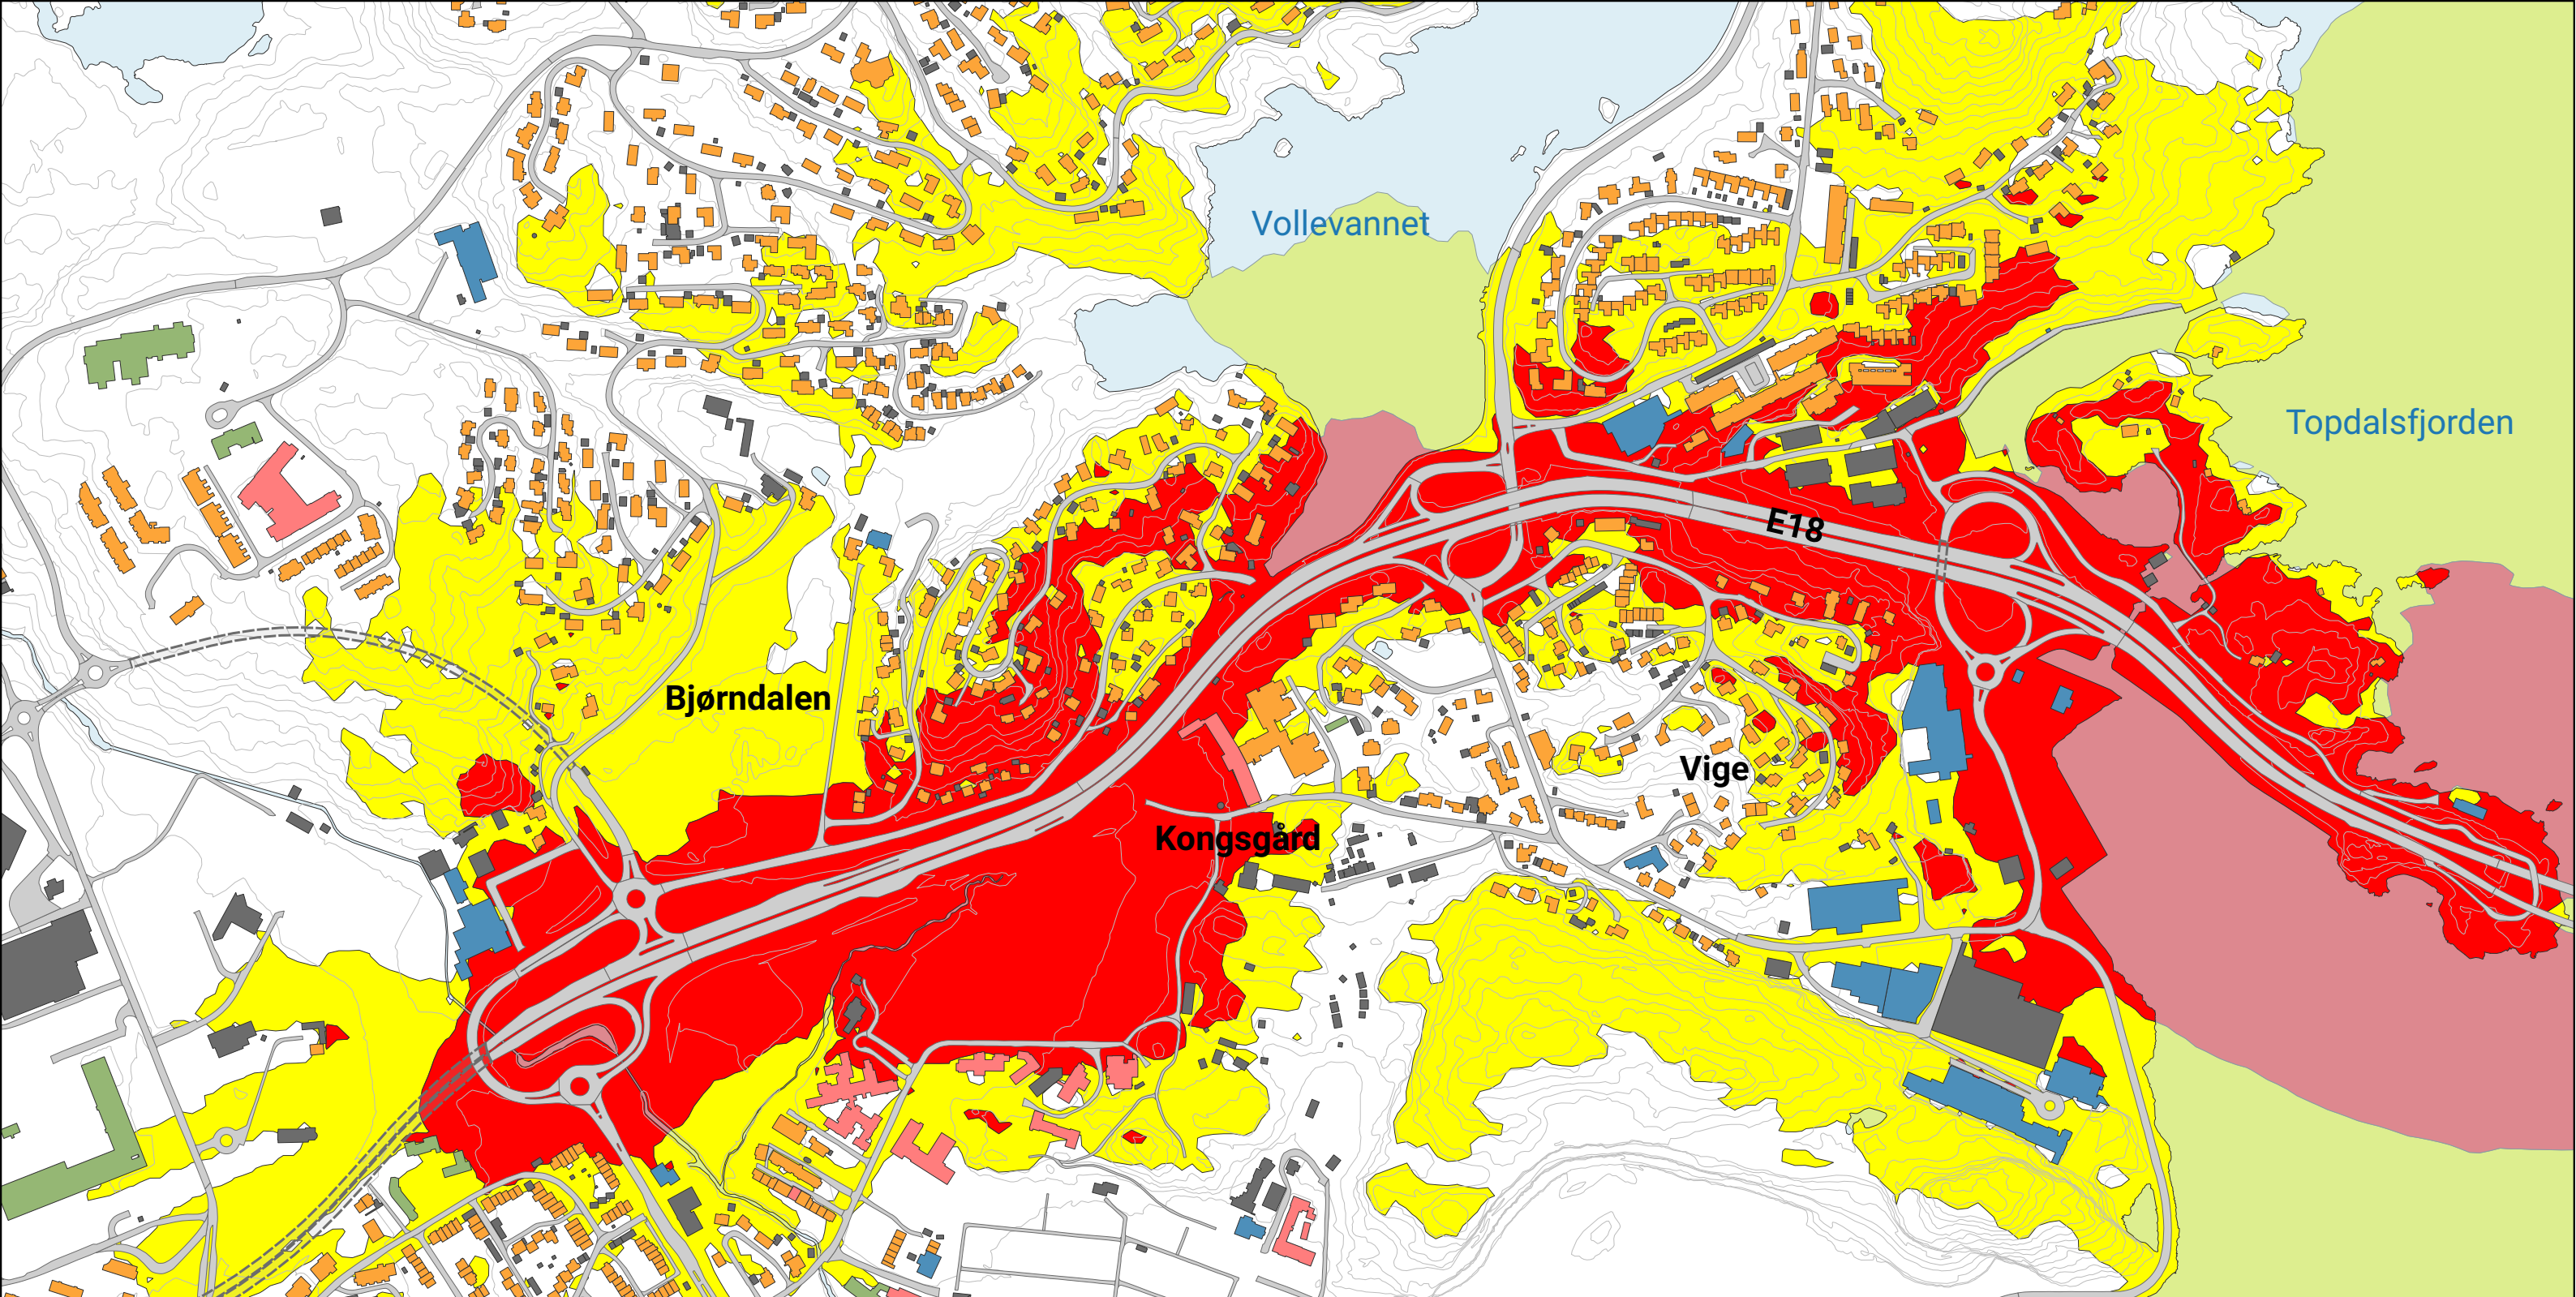 Vollevannet
Topdalsfjorden
E18
Bjørndalen
Vige
Kongsgård